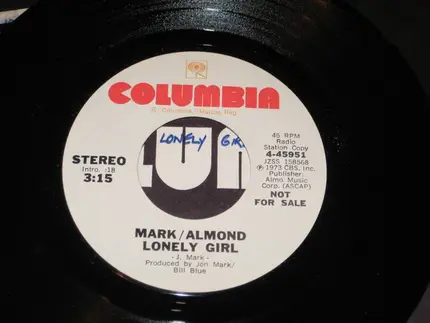 COLUMBIA
LONELY GIRL
STEREO
Intro. :18
3:15
45 RPM
Radio
Station Copy
4-45951
JZSS 158568
℗ 1973 CBS, Inc.
Publisher:
Almo Music
Corp. (ASCAP)
NOT
FOR SALE
MARK/ALMOND
LONELY GIRL
- J. Mark -
Produced by Jon Mark/
Bill Blue